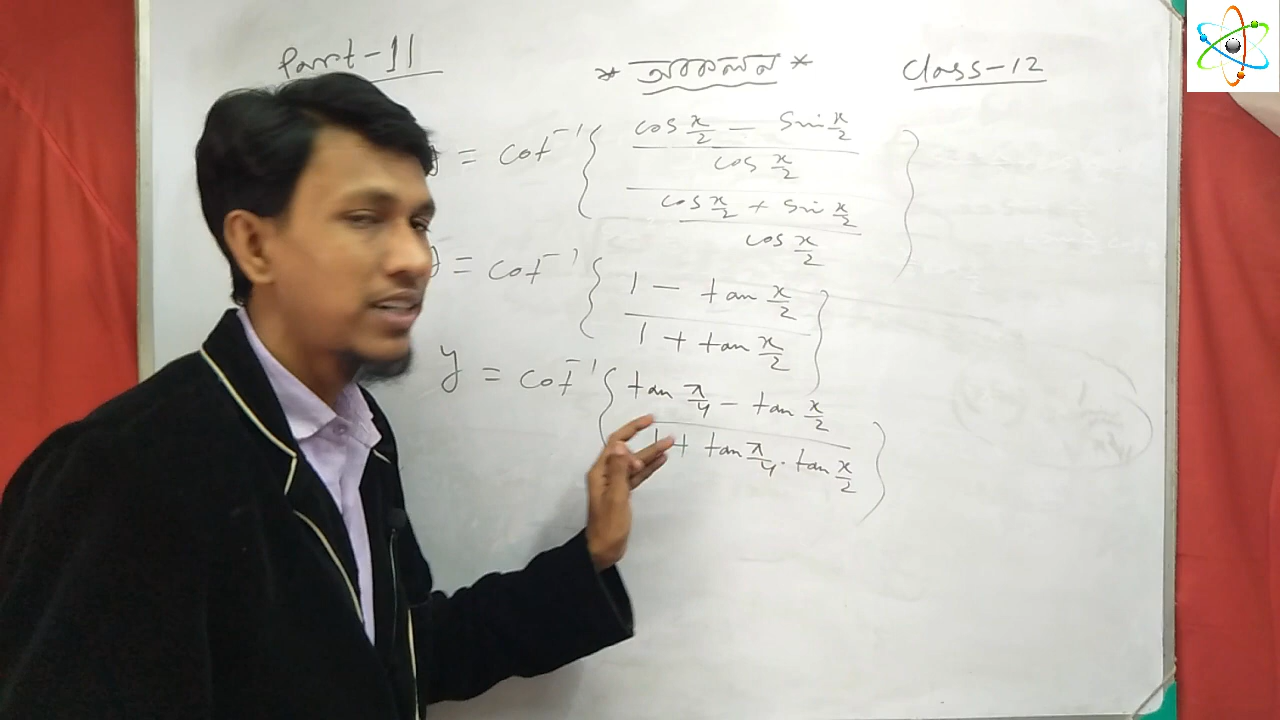 Part-11 * অবকলন * Class-12
y = cot⁻¹ { ((cos x/2 - sin x/2) / (cos x/2)) / ((cos x/2 + sin x/2) / (cos x/2)) }
y = cot⁻¹ { (1 - tan x/2) / (1 + tan x/2) }
y = cot⁻¹ { (tan π/4 - tan x/2) / (1 + tan π/4 · tan x/2) }